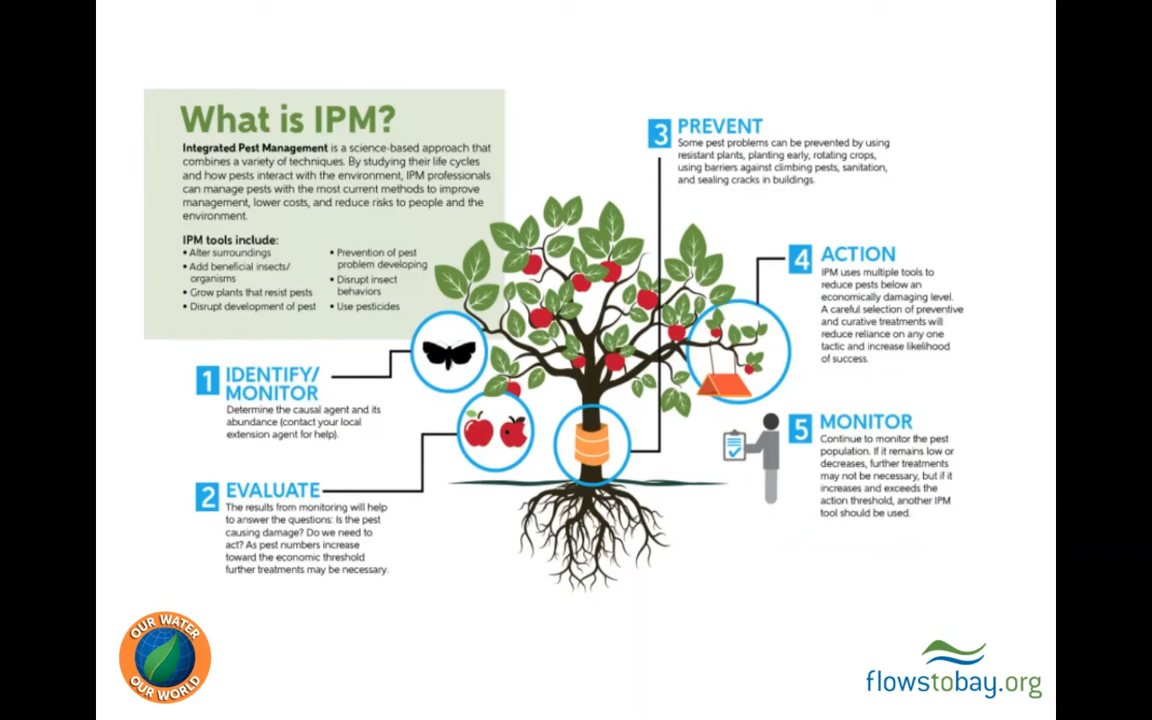 What is IPM?
Integrated Pest Management is a science-based approach that
combines a variety of techniques. By studying their life cycles
and how pests interact with the environment, IPM professionals
can manage pests with the most current methods to improve
management, lower costs, and reduce risks to people and the
environment.
IPM tools include:
• Alter surroundings
• Add beneficial insects/
organisms
• Grow plants that resist pests
• Disrupt development of pest
• Prevention of pest
problem developing
• Disrupt insect
behaviors
• Use pesticides
1 IDENTIFY/
MONITOR
Determine the causal agent and its
abundance (contact your local
extension agent for help).
2 EVALUATE
The results from monitoring will help
to answer the questions: Is the pest
causing damage? Do we need to
act? As pest numbers increase
toward the economic threshold
further treatments may be necessary.
3 PREVENT
Some pest problems can be prevented by using
resistant plants, planting early, rotating crops,
using barriers against climbing pests, sanitation,
and sealing cracks in buildings.
4 ACTION
IPM uses multiple tools to
reduce pests below an
economically damaging level.
A careful selection of preventive
and curative treatments will
reduce reliance on any one
tactic and increase likelihood
of success.
5 MONITOR
Continue to monitor the pest
population. If it remains low or
decreases, further treatments
may not be necessary, but if it
increases and exceeds the
action threshold, another IPM
tool should be used.
OUR WATER
OUR WORLD
flowstobay.org